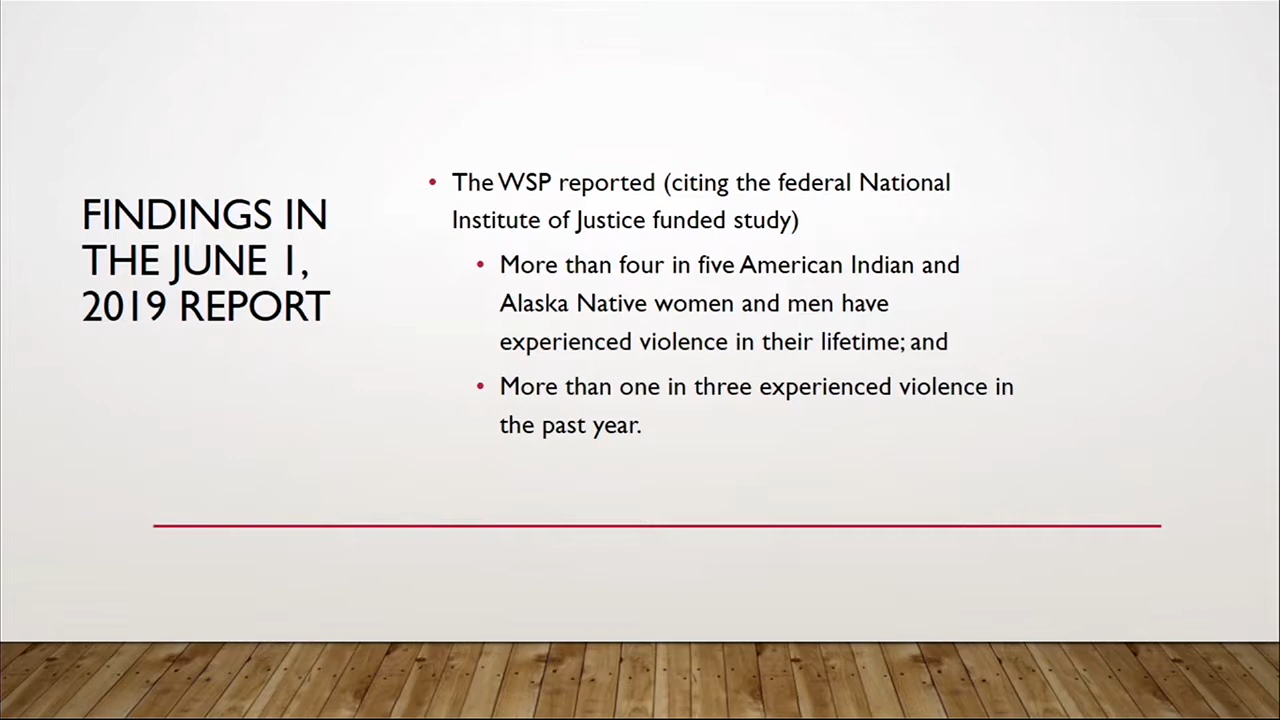 FINDINGS IN
THE JUNE 1,
2019 REPORT
• The WSP reported (citing the federal National
Institute of Justice funded study)
• More than four in five American Indian and
Alaska Native women and men have
experienced violence in their lifetime; and
• More than one in three experienced violence in
the past year.